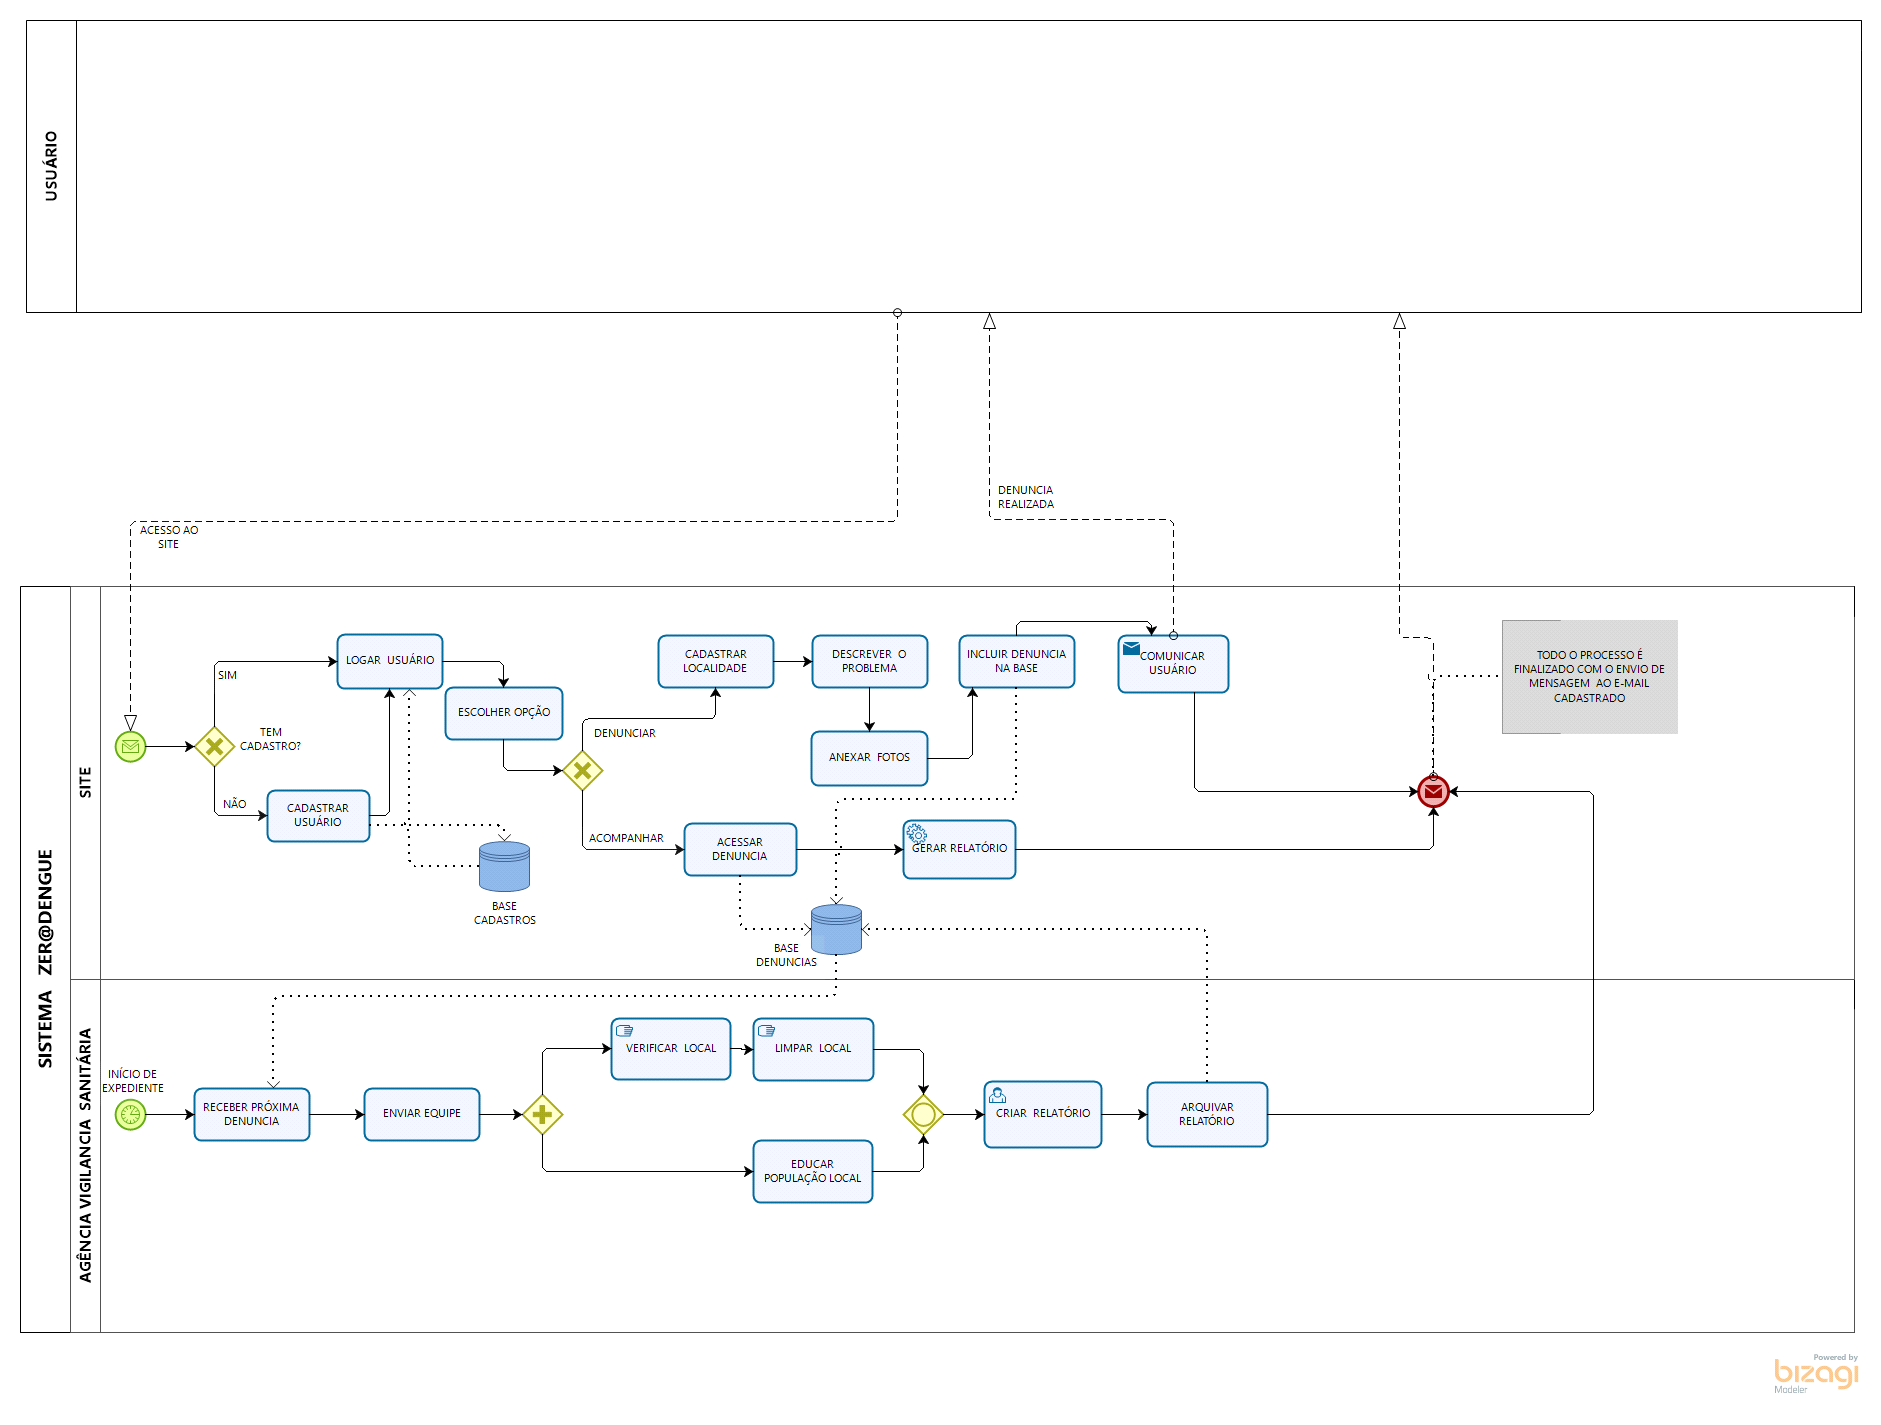 USUÁRIO
DENUNCIA
REALIZADA
ACESSO AO
SITE
SISTEMA ZER@DENGUE
SITE
SIM
TEM
CADASTRO?
NÃO
LOGAR USUÁRIO
CADASTRAR
USUÁRIO
ESCOLHER OPÇÃO
BASE
CADASTROS
DENUNCIAR
ACOMPANHAR
CADASTRAR
LOCALIDADE
DESCREVER O
PROBLEMA
ANEXAR FOTOS
INCLUIR DENUNCIA
NA BASE
COMUNICAR
USUÁRIO
ACESSAR
DENUNCIA
GERAR RELATÓRIO
BASE
DENUNCIAS
TODO O PROCESSO É
FINALIZADO COM O ENVIO DE
MENSAGEM AO E-MAIL
CADASTRADO
AGÊNCIA VIGILANCIA SANITÁRIA
INÍCIO DE
EXPEDIENTE
RECEBER PRÓXIMA
DENUNCIA
ENVIAR EQUIPE
VERIFICAR LOCAL
LIMPAR LOCAL
EDUCAR
POPULAÇÃO LOCAL
CRIAR RELATÓRIO
ARQUIVAR
RELATÓRIO
Powered by
bizagi
Modeler